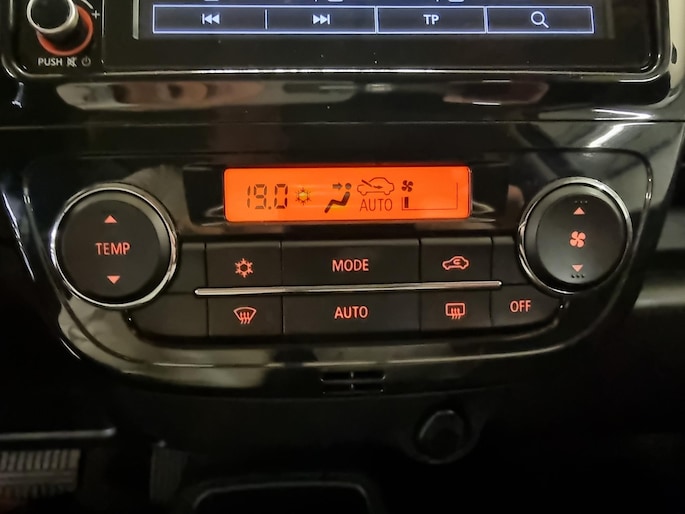 TP
PUSH
19.0
AUTO
TEMP
MODE
AUTO
OFF